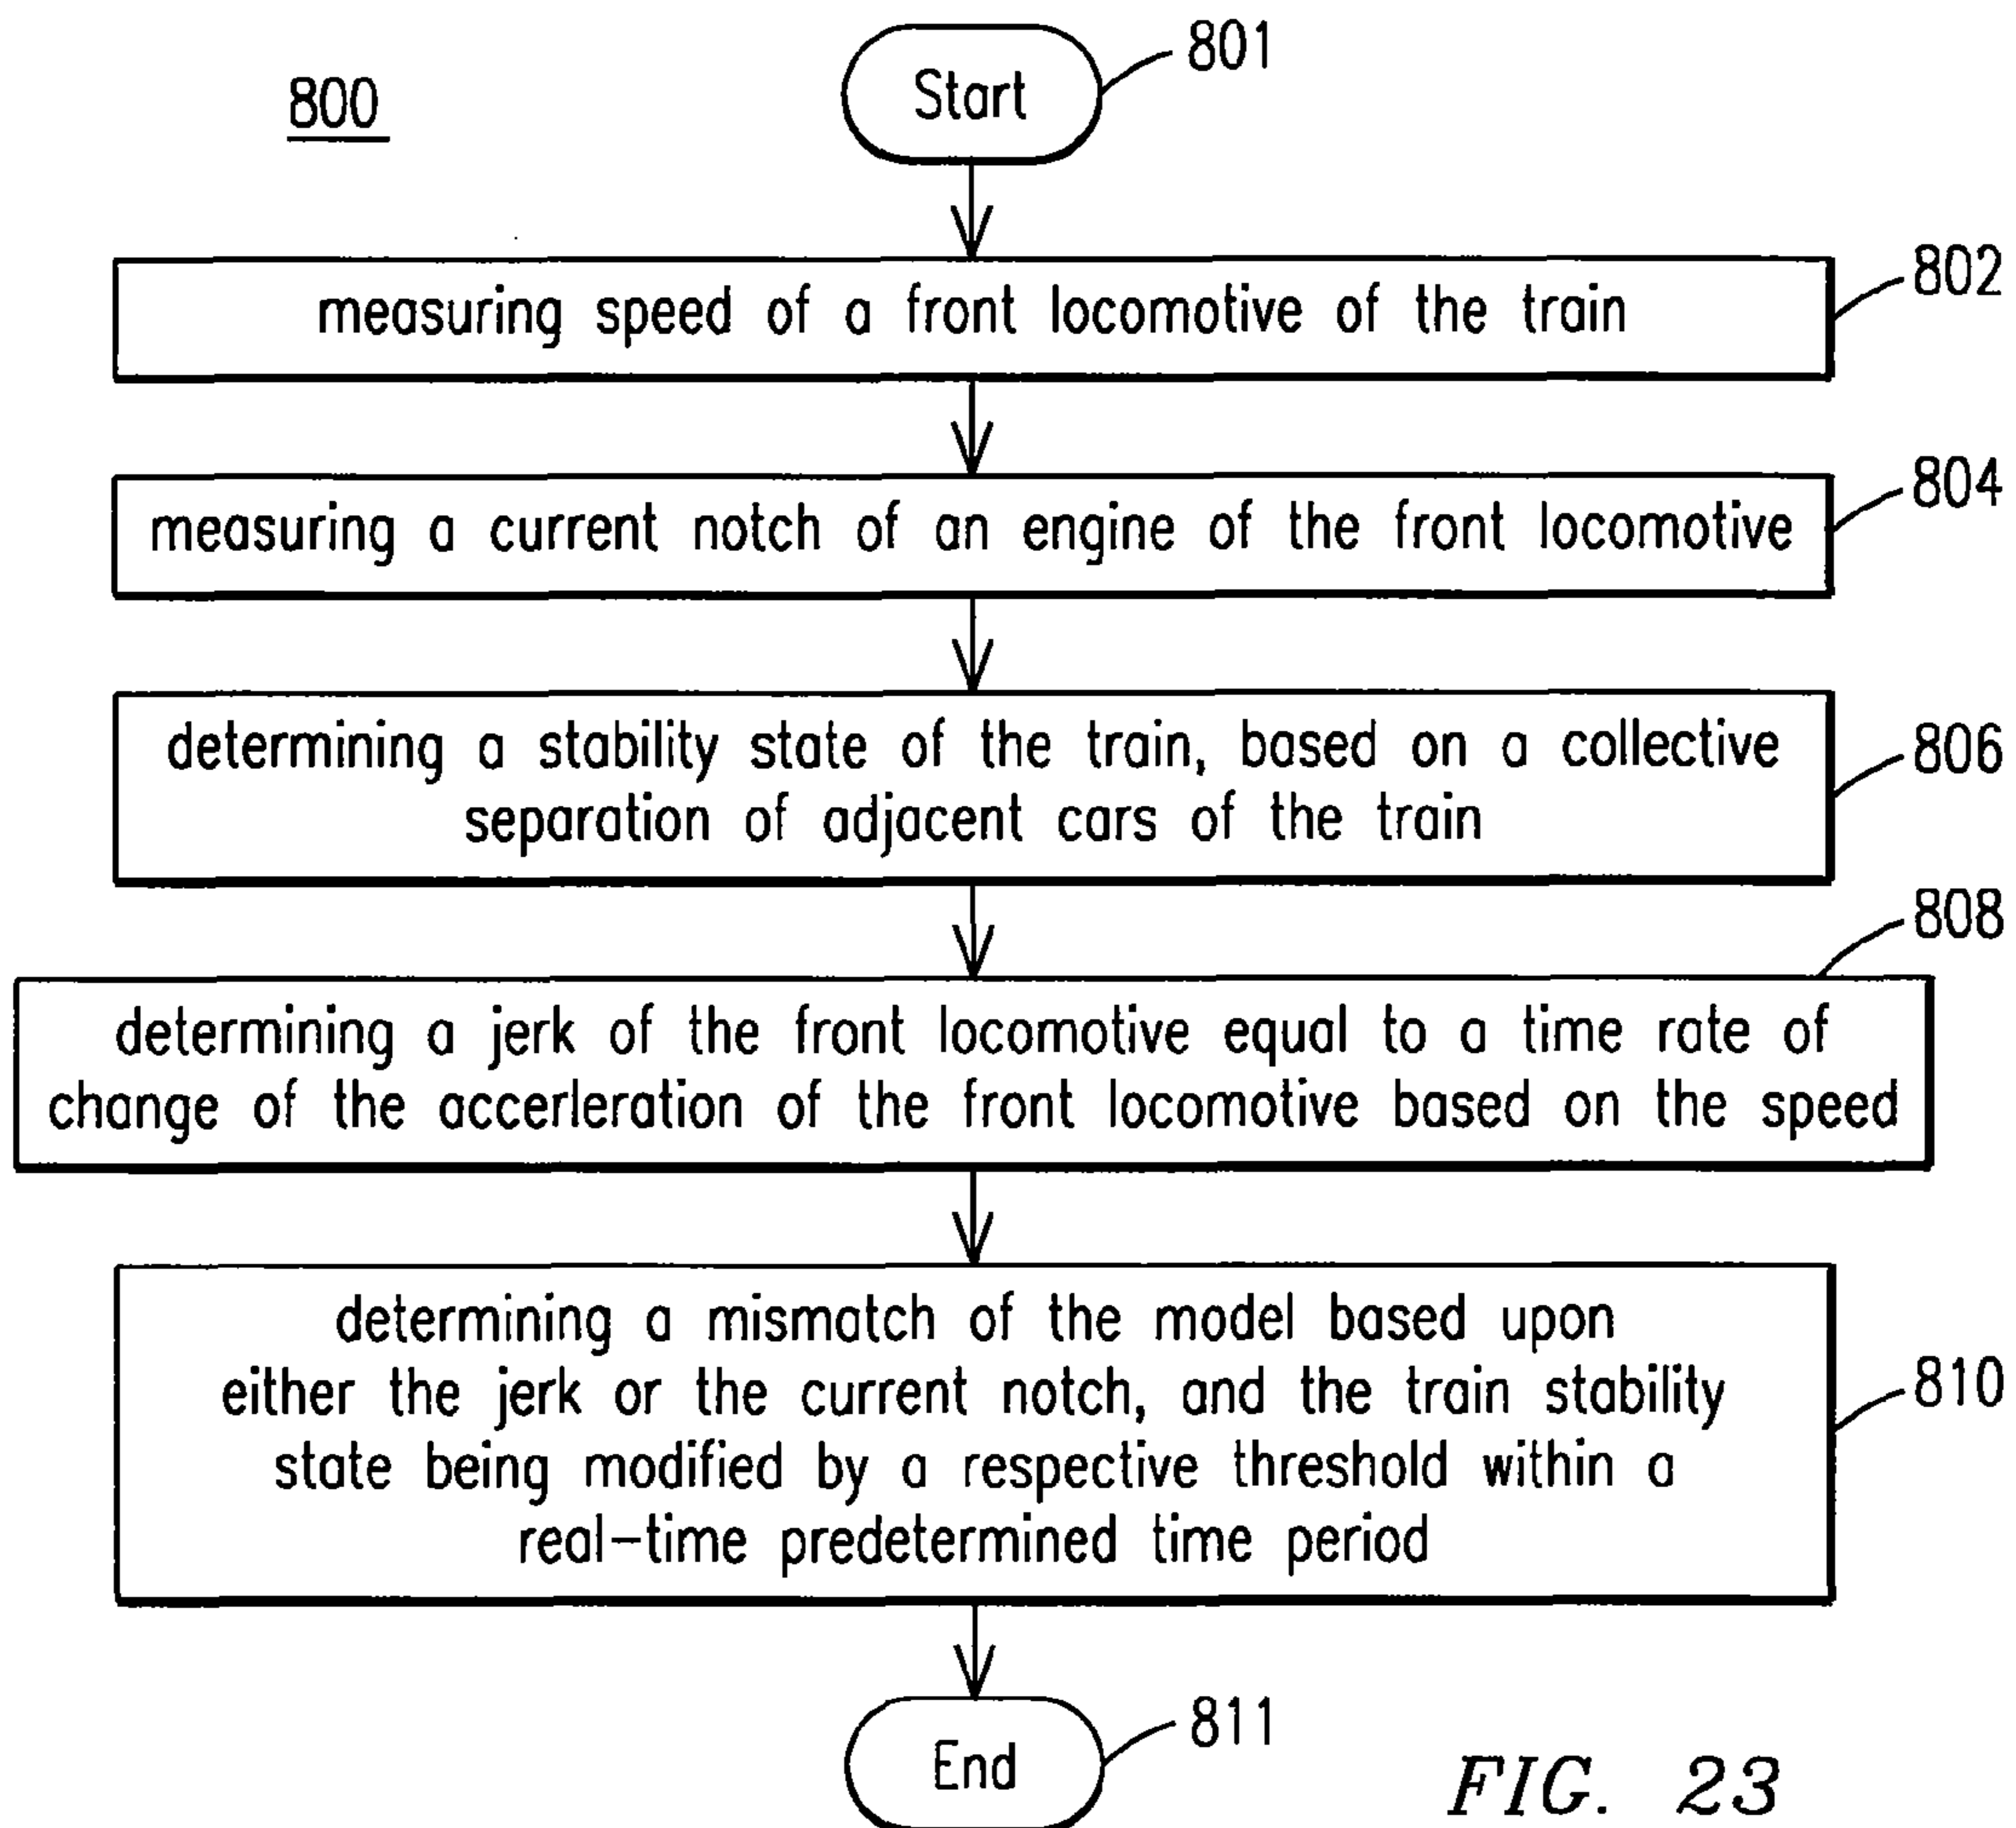 800
Start
801
measuring speed of a front locomotive of the train
802
measuring a current notch of an engine of the front locomotive
804
determining a stability state of the train, based on a collective
separation of adjacent cars of the train
806
808
determining a jerk of the front locomotive equal to a time rate of
change of the accerleration of the front locomotive based on the speed
determining a mismatch of the model based upon
either the jerk or the current notch, and the train stability
state being modified by a respective threshold within a
real-time predetermined time period
810
End
811
FIG. 23